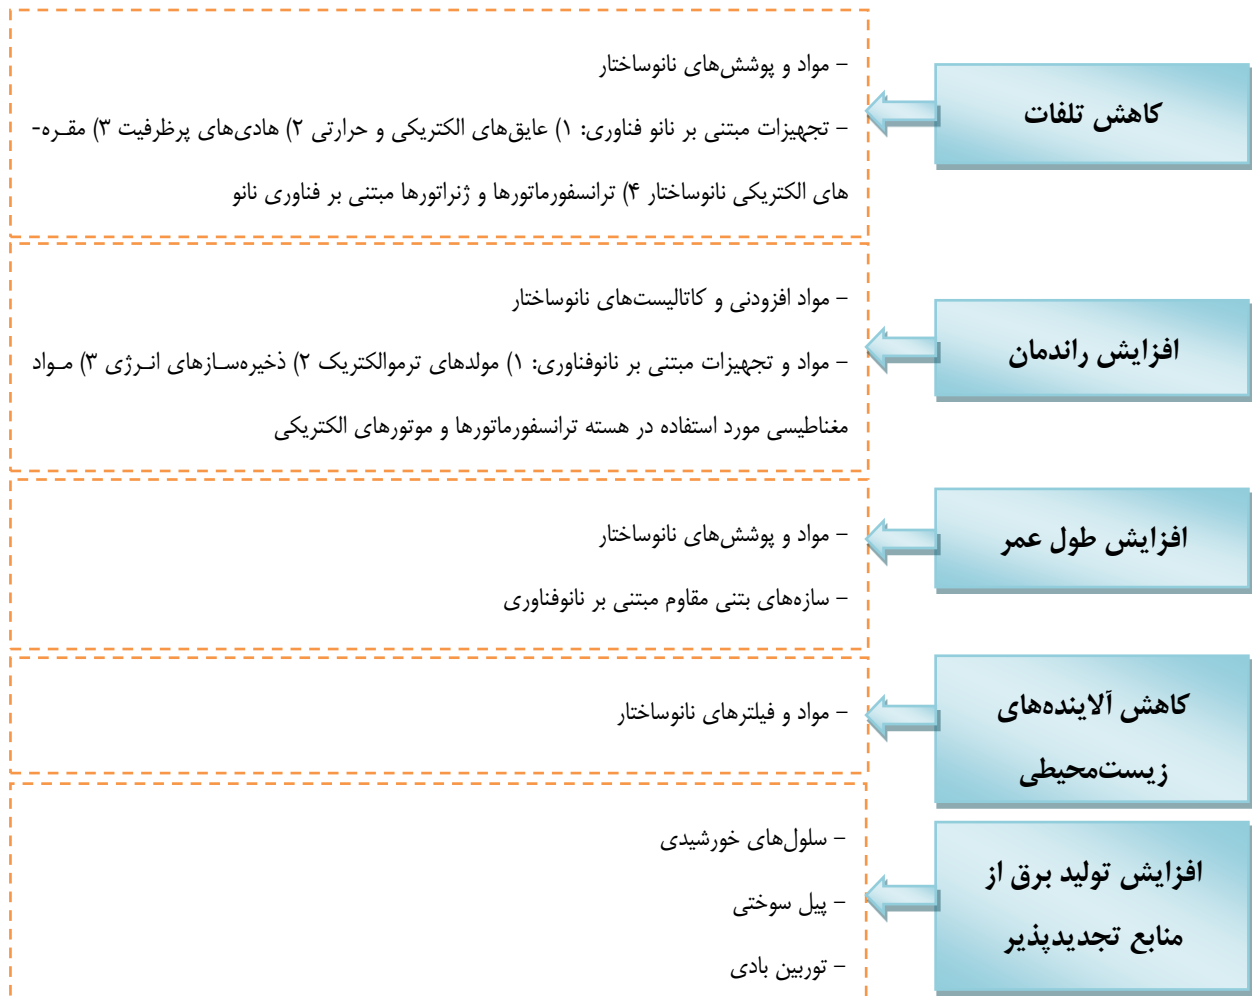 کاهش تلفات
- مواد و پوشش‌های نانوساختار
- تجهیزات مبتنی بر نانو فناوری: ۱) عایق‌های الکتریکی و حرارتی ۲) هادی‌های پرظرفیت ۳) مقـره-
های الکتریکی نانوساختار ۴) ترانسفورماتورها و ژنراتورها مبتنی بر فناوری نانو
افزایش راندمان
- مواد افزودنی و کاتالیست‌های نانوساختار
- مواد و تجهیزات مبتنی بر نانوفناوری: ۱) مولدهای ترموالکتریک ۲) ذخیره‌سـازهای انـرژی ۳) مـواد
مغناطیسی مورد استفاده در هسته ترانسفورماتورها و موتورهای الکتریکی
افزایش طول عمر
- مواد و پوشش‌های نانوساختار
- سازه‌های بتنی مقاوم مبتنی بر نانوفناوری
کاهش آلاینده‌های
زیست‌محیطی
- مواد و فیلترهای نانوساختار
افزایش تولید برق از
منابع تجدیدپذیر
- سلول‌های خورشیدی
- پیل سوختی
- توربین بادی